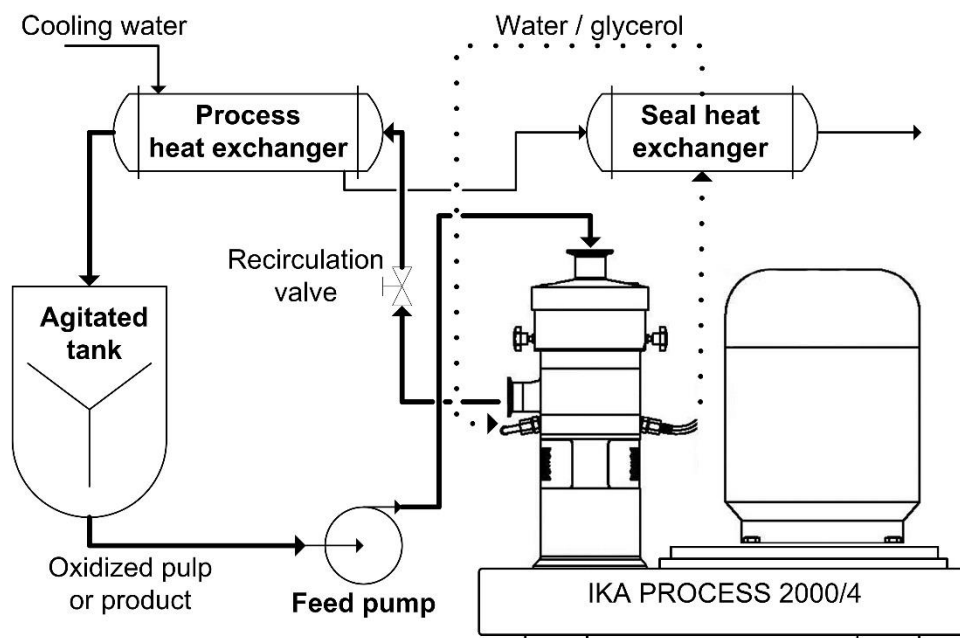 Cooling water
Water / glycerol
Process
heat exchanger
Seal heat
exchanger
Recirculation
valve
Agitated
tank
Oxidized pulp
or product
Feed pump
IKA PROCESS 2000/4